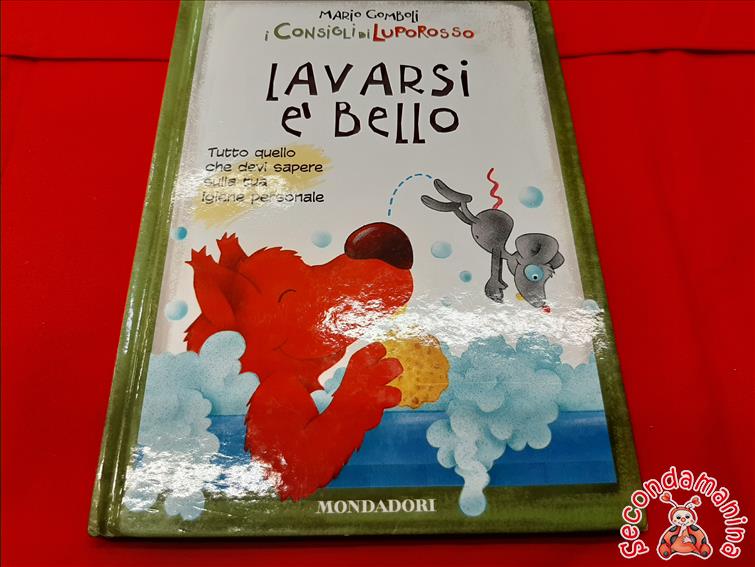 Mario Gomboli
i Consigli di Luporosso
LAVARSI
E' BELLO
Tutto quello
che devi sapere
sulla tua
igiene personale
MONDADORI
secondamanina